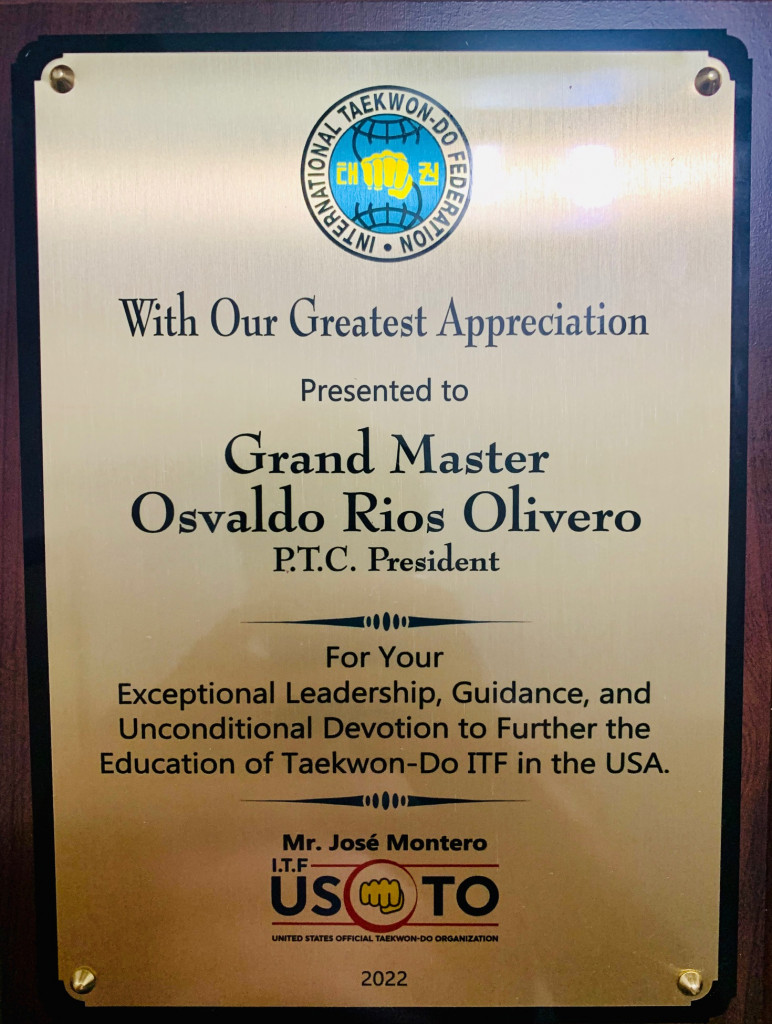 INTERNATIONAL TAEKWON-DO FEDERATION
태 권
With Our Greatest Appreciation
Presented to
Grand Master
Osvaldo Rios Olivero
P.T.C. President
For Your
Exceptional Leadership, Guidance, and
Unconditional Devotion to Further the
Education of Taekwon-Do ITF in the USA.
Mr. José Montero
I.T.F
US TO
UNITED STATES OFFICIAL TAEKWON-DO ORGANIZATION
2022